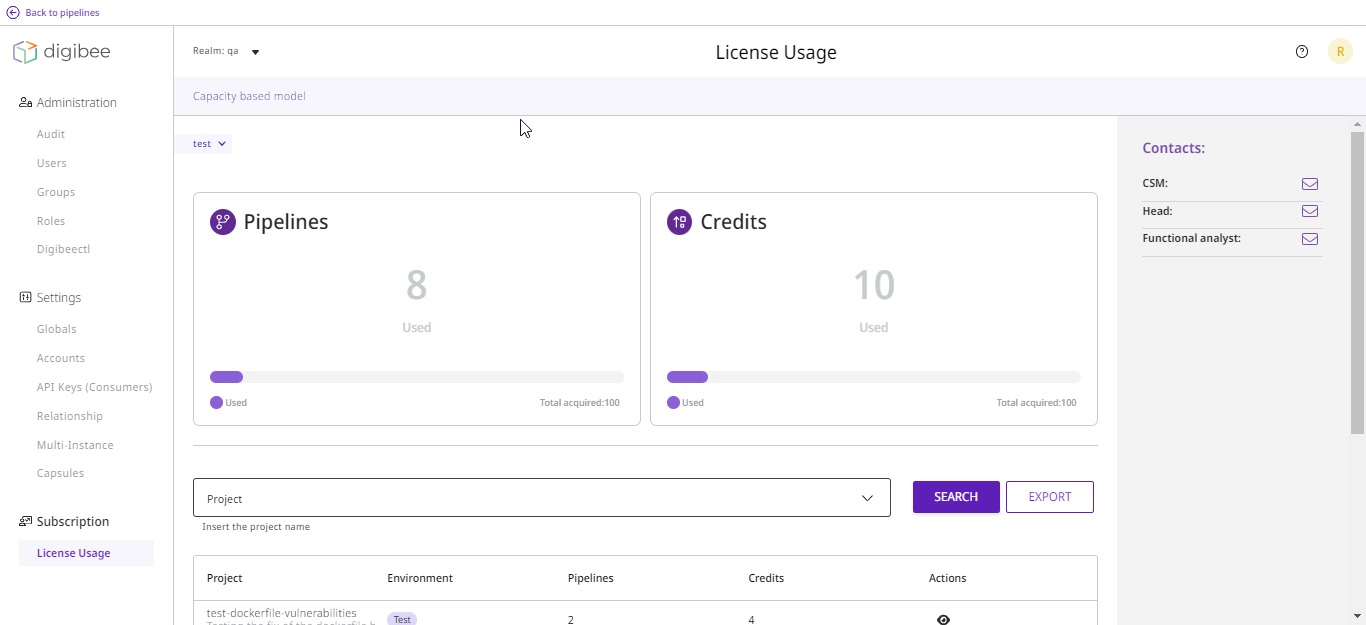 Back to pipelines
digibee
Realm: qa
License Usage
R
Administration
Audit
Users
Groups
Roles
Digibeectl
Settings
Globals
Accounts
API Keys (Consumers)
Relationship
Multi-Instance
Capsules
Subscription
License Usage
Capacity based model
test
Pipelines
8
Used
Used Total acquired:100
Credits
10
Used
Used Total acquired:100
Project
Insert the project name
SEARCH
EXPORT
Project Environment Pipelines Credits Actions
test-dockerfile-vulnerabilities Test 2 4
Contacts:
CSM:
Head:
Functional analyst: